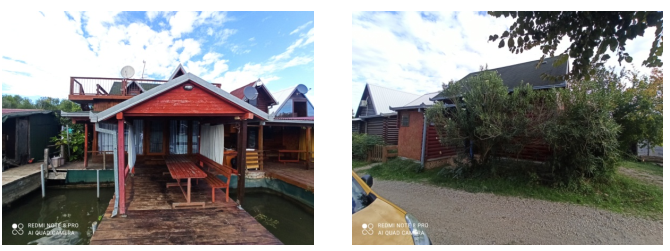 REDMI NOTE 8 PRO
AI QUAD CAMERA
REDMI NOTE 8 PRO
AI QUAD CAMERA